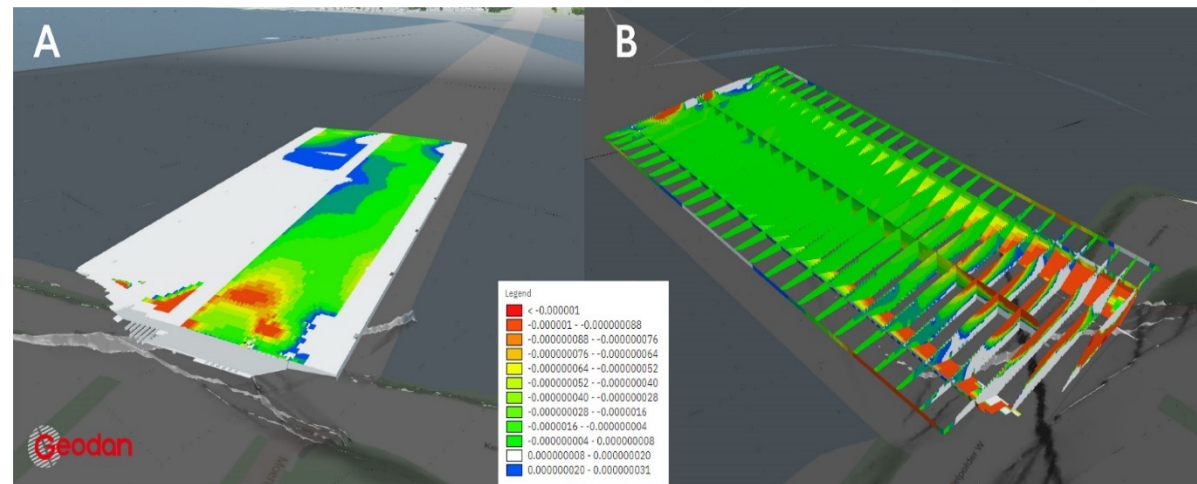 A
B
Legend
< -0.000001
-0.000001 - -0.000000088
-0.000000088 - -0.000000076
-0.000000076 - -0.000000064
-0.000000064 - -0.000000052
-0.000000052 - -0.000000040
-0.000000040 - -0.000000028
-0.000000028 - -0.0000016
-0.0000016 - -0.000000004
-0.000000004 - 0.000000008
0.000000008 - 0.000000020
0.000000020 - 0.000000031
Geodan